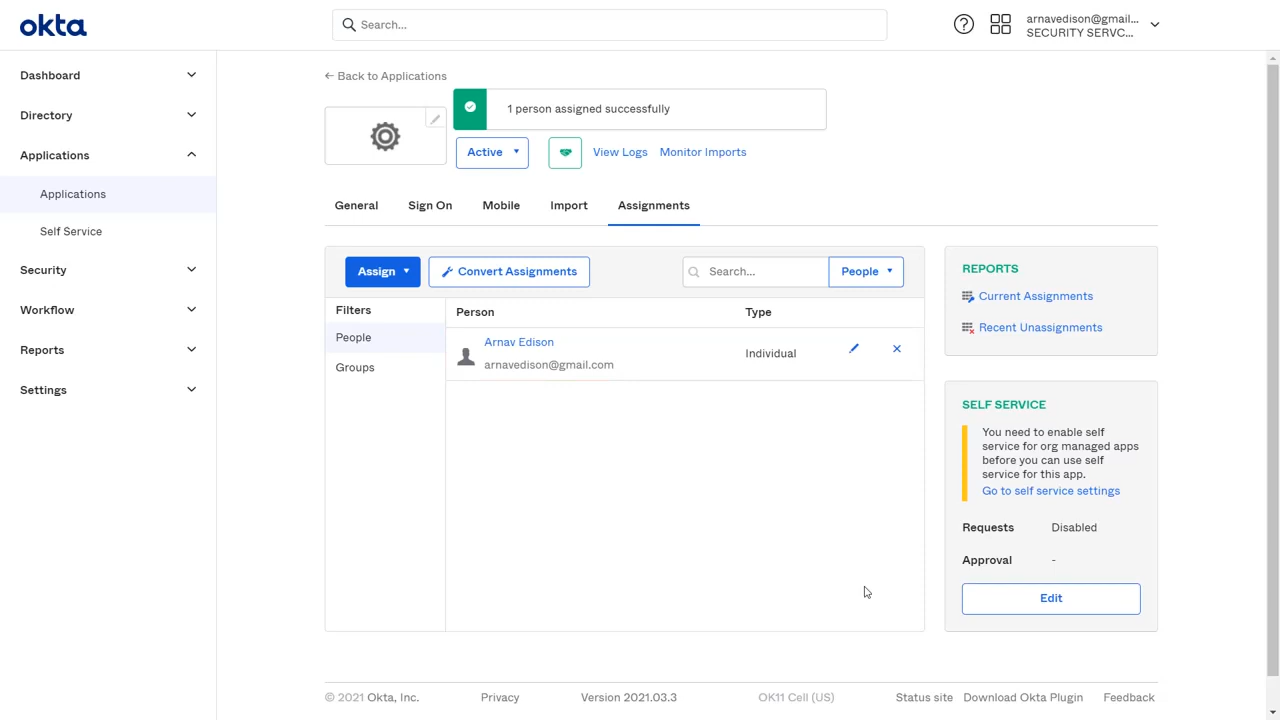 okta
Search...
arnavedison@gmail...
SECURITY SERVC...
Dashboard
Directory
Applications
Applications
Self Service
Security
Workflow
Reports
Settings
← Back to Applications
1 person assigned successfully
Active
View Logs
Monitor Imports
General
Sign On
Mobile
Import
Assignments
Assign
Convert Assignments
Search...
People
Filters
People
Groups
Person
Type
Arnav Edison
arnavedison@gmail.com
Individual
REPORTS
Current Assignments
Recent Unassignments
SELF SERVICE
You need to enable self
service for org managed apps
before you can use self
service for this app.
Go to self service settings
Requests Disabled
Approval -
Edit
© 2021 Okta, Inc.
Privacy
Version 2021.03.3
OK11 Cell (US)
Status site
Download Okta Plugin
Feedback